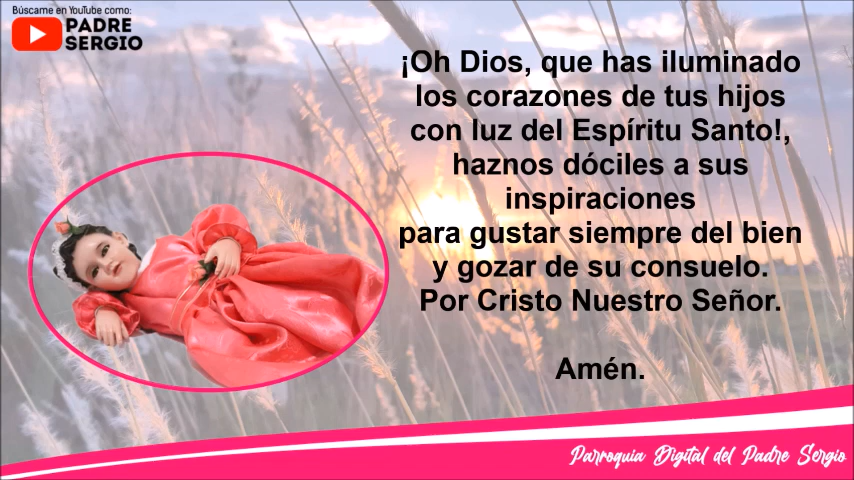 Búscame en YouTube como:
PADRE
SERGIO
¡Oh Dios, que has iluminado
los corazones de tus hijos
con luz del Espíritu Santo!,
haznos dóciles a sus
inspiraciones
para gustar siempre del bien
y gozar de su consuelo.
Por Cristo Nuestro Señor.
Amén.
Parroquia Digital del Padre Sergio